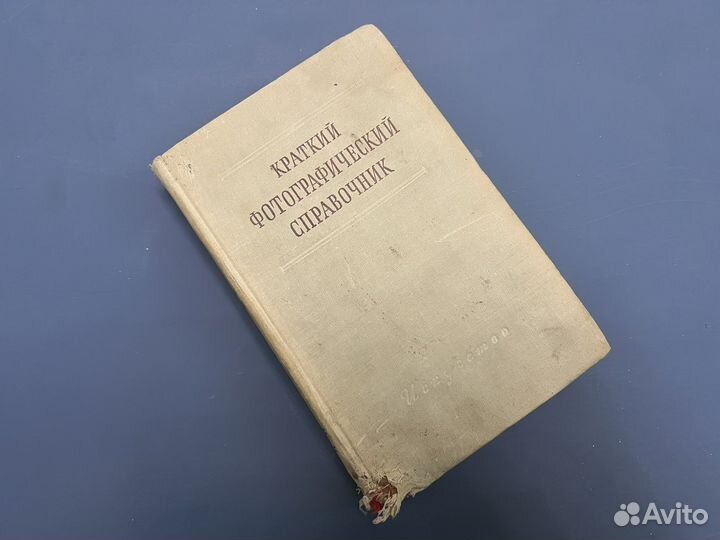 КРАТКИЙ
ФОТОГРАФИЧЕСКИЙ
СПРАВОЧНИК
Искусство
Avito